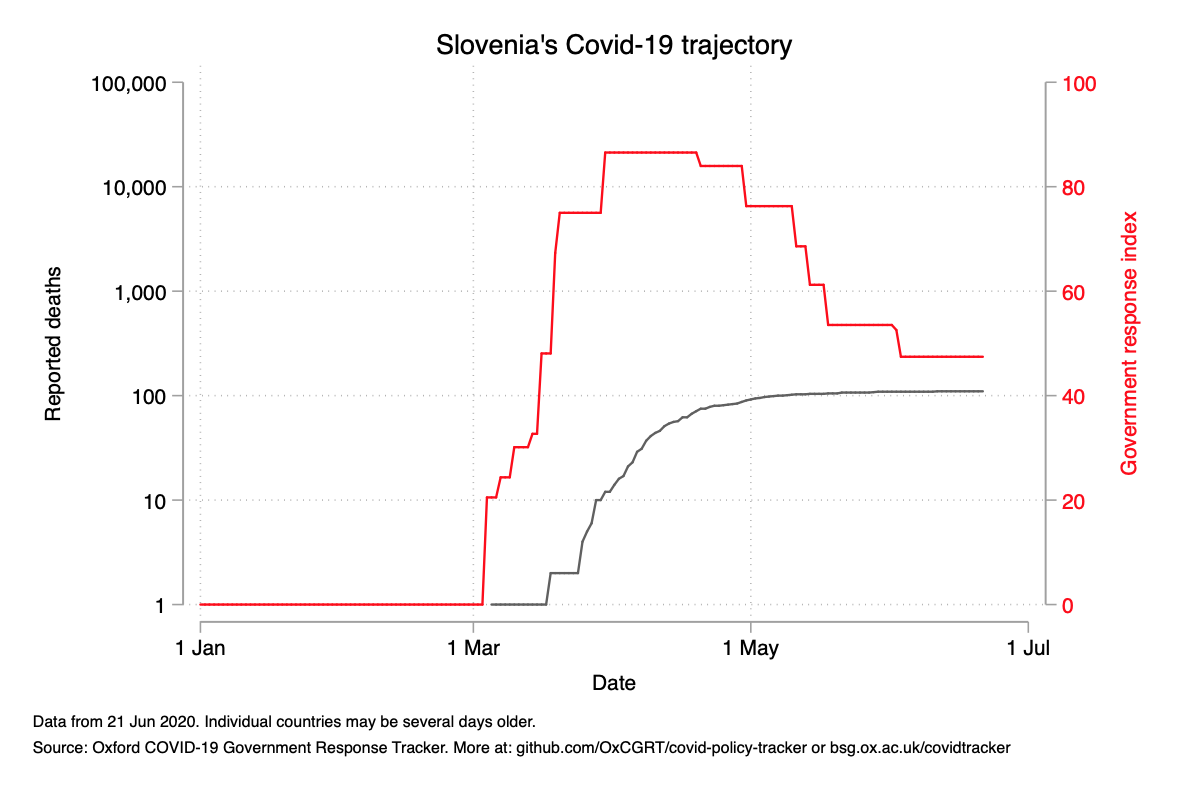 Slovenia's Covid-19 trajectory
100,000
10,000
1,000
100
10
1
Reported deaths
100
80
60
40
20
0
Government response index
1 Jan
1 Mar
1 May
1 Jul
Date
Data from 21 Jun 2020. Individual countries may be several days older.
Source: Oxford COVID-19 Government Response Tracker. More at: github.com/OxCGRT/covid-policy-tracker or bsg.ox.ac.uk/covidtracker